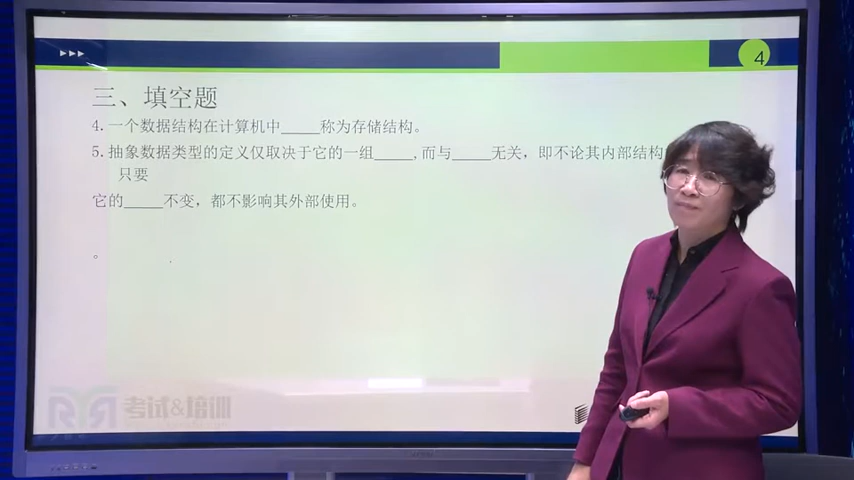 4
三、填空题
4.一个数据结构在计算机中_____称为存储结构。
5.抽象数据类型的定义仅取决于它的一组_____,而与_____无关，即不论其内部结构
只要
它的_____不变，都不影响其外部使用。
。
考试&培训